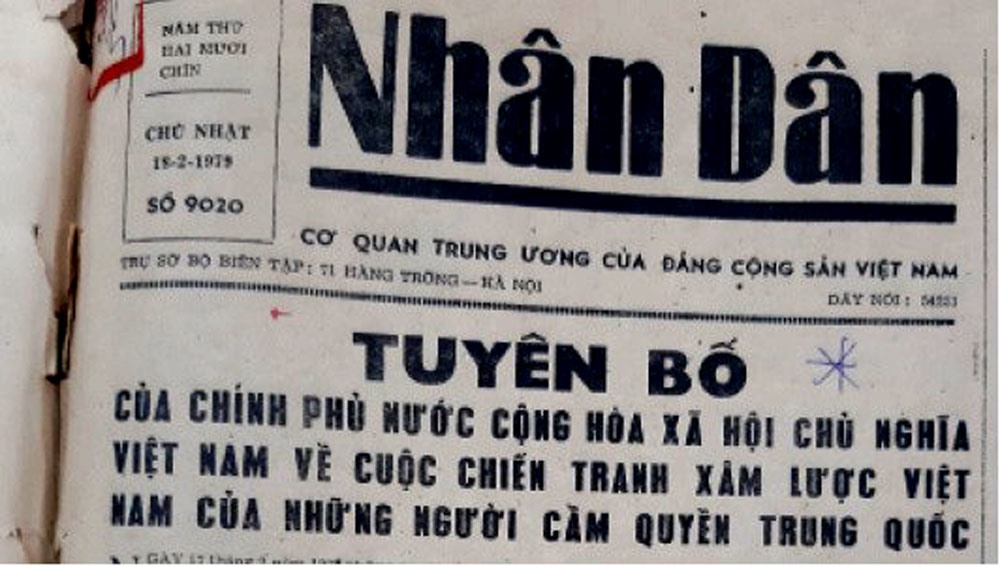 NĂM THỨ
HAI MƯƠI
CHÍN
CHỦ NHẬT
18-2-1979
SỐ 9020
Nhân Dân
CƠ QUAN TRUNG ƯƠNG CỦA ĐẢNG CỘNG SẢN VIỆT NAM
TRỤ SỞ BỘ BIÊN TẬP: 71 HÀNG TRỐNG — HÀ NỘI
DÂY NÓI:
TUYÊN BỐ
CỦA CHÍNH PHỦ NƯỚC CỘNG HÒA XÃ HỘI CHỦ NGHĨA
VIỆT NAM VỀ CUỘC CHIẾN TRANH XÂM LƯỢC VIỆT
NAM CỦA NHỮNG NGƯỜI CẦM QUYỀN TRUNG QUỐC